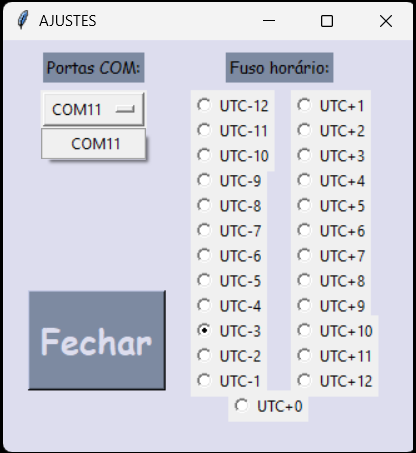 AJUSTES
Portas COM:
COM11
COM11
Fechar
Fuso horário:
UTC-12
UTC-11
UTC-10
UTC-9
UTC-8
UTC-7
UTC-6
UTC-5
UTC-4
UTC-3
UTC-2
UTC-1
UTC+1
UTC+2
UTC+3
UTC+4
UTC+5
UTC+6
UTC+7
UTC+8
UTC+9
UTC+10
UTC+11
UTC+12
UTC+0